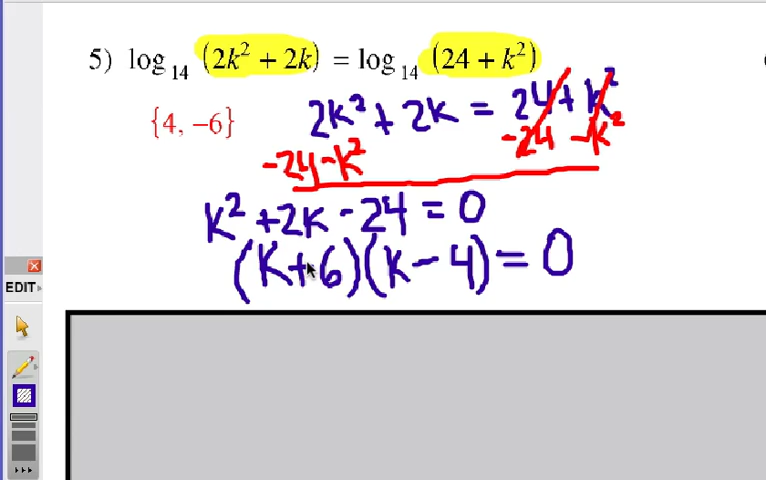 5) log₁₄ (2k² + 2k) = log₁₄ (24 + k²)
{4, −6}
2k² + 2k = 24 + k²
-24 - k² -24 - k²
k² + 2k - 24 = 0
(k + 6)(k - 4) = 0
EDIT